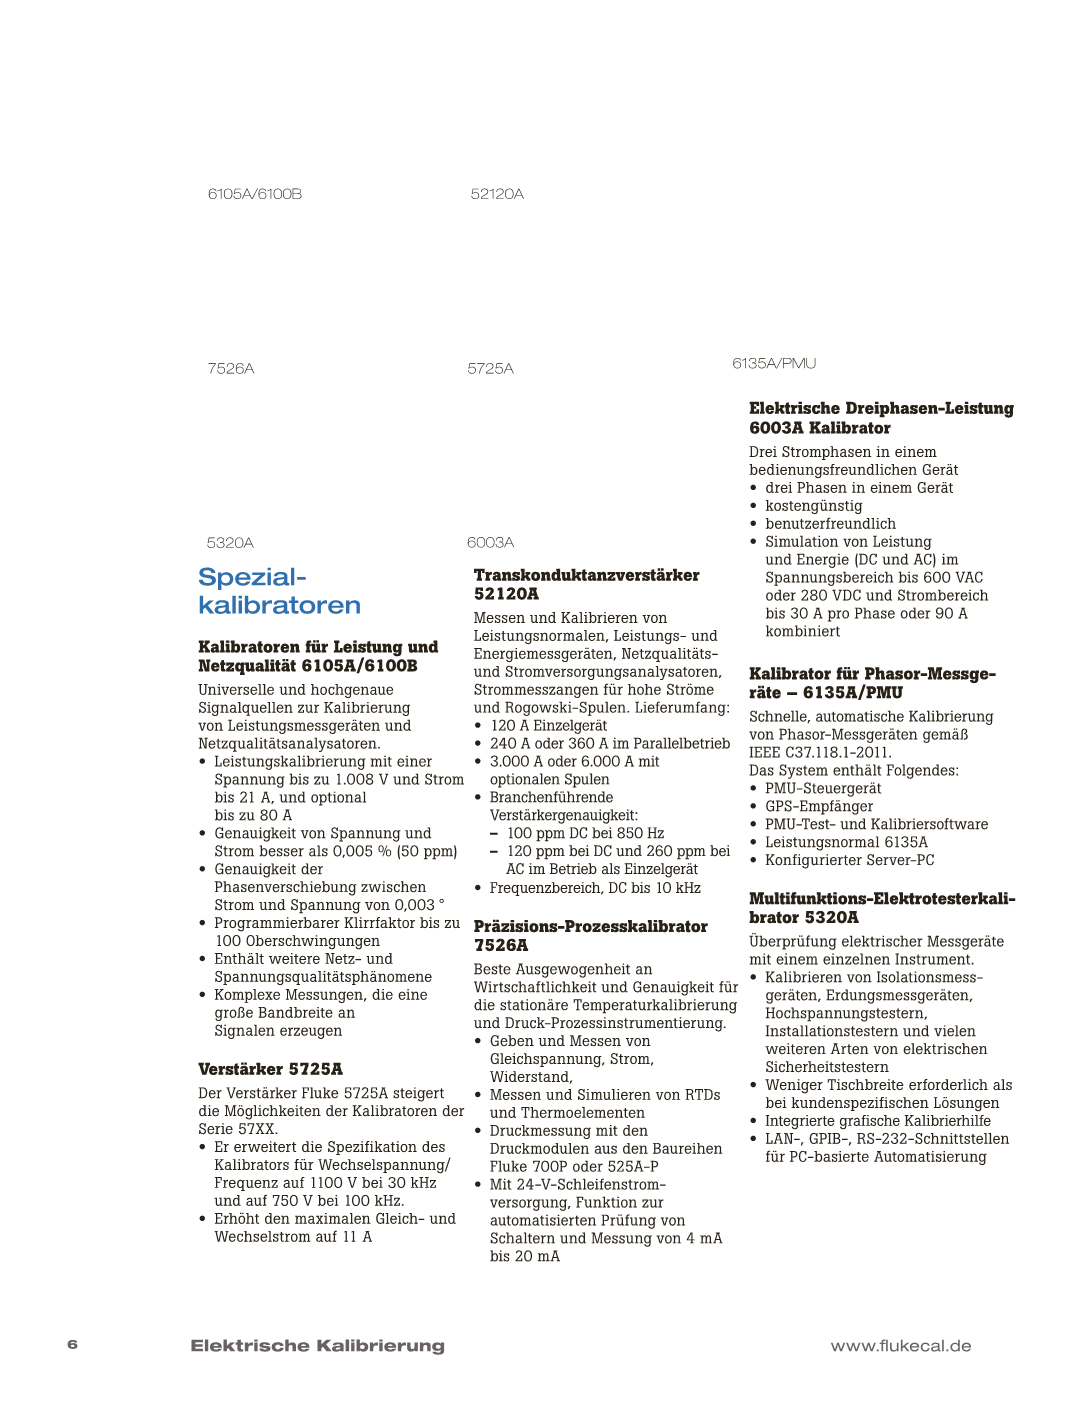 6105A/6100B
52120A
7526A
5725A
6135A/PMU
5320A
6003A
Spezial-
kalibratoren
Kalibratoren für Leistung und
Netzqualität 6105A/6100B
Universelle und hochgenaue
Signalquellen zur Kalibrierung
von Leistungsmessgeräten und
Netzqualitätsanalysatoren.
• Leistungskalibrierung mit einer
Spannung bis zu 1.008 V und Strom
bis 21 A, und optional
bis zu 80 A
• Genauigkeit von Spannung und
Strom besser als 0,005 % (50 ppm)
• Genauigkeit der
Phasenverschiebung zwischen
Strom und Spannung von 0,003 °
• Programmierbarer Klirrfaktor bis zu
100 Oberschwingungen
• Enthält weitere Netz- und
Spannungsqualitätsphänomene
• Komplexe Messungen, die eine
große Bandbreite an
Signalen erzeugen
Verstärker 5725A
Der Verstärker Fluke 5725A steigert
die Möglichkeiten der Kalibratoren der
Serie 57XX.
• Er erweitert die Spezifikation des
Kalibrators für Wechselspannung/
Frequenz auf 1100 V bei 30 kHz
und auf 750 V bei 100 kHz.
• Erhöht den maximalen Gleich- und
Wechselstrom auf 11 A
Transkonduktanzverstärker
52120A
Messen und Kalibrieren von
Leistungsnormalen, Leistungs- und
Energiemessgeräten, Netzqualitäts-
und Stromversorgungsanalysatoren,
Strommesszangen für hohe Ströme
und Rogowski-Spulen. Lieferumfang:
• 120 A Einzelgerät
• 240 A oder 360 A im Parallelbetrieb
• 3.000 A oder 6.000 A mit
optionalen Spulen
• Branchenführende
Verstärkergenauigkeit:
– 100 ppm DC bei 850 Hz
– 120 ppm bei DC und 260 ppm bei
AC im Betrieb als Einzelgerät
• Frequenzbereich, DC bis 10 kHz
Präzisions-Prozesskalibrator
7526A
Beste Ausgewogenheit an
Wirtschaftlichkeit und Genauigkeit für
die stationäre Temperaturkalibrierung
und Druck-Prozessinstrumentierung.
• Geben und Messen von
Gleichspannung, Strom,
Widerstand,
• Messen und Simulieren von RTDs
und Thermoelementen
• Druckmessung mit den
Druckmodulen aus den Baureihen
Fluke 700P oder 525A-P
• Mit 24-V-Schleifenstrom-
versorgung, Funktion zur
automatisierten Prüfung von
Schaltern und Messung von 4 mA
bis 20 mA
Elektrische Dreiphasen-Leistung
6003A Kalibrator
Drei Stromphasen in einem
bedienungsfreundlichen Gerät
• drei Phasen in einem Gerät
• kostengünstig
• benutzerfreundlich
• Simulation von Leistung
und Energie (DC und AC) im
Spannungsbereich bis 600 VAC
oder 280 VDC und Strombereich
bis 30 A pro Phase oder 90 A
kombiniert
Kalibrator für Phasor-Messge-
räte – 6135A/PMU
Schnelle, automatische Kalibrierung
von Phasor-Messgeräten gemäß
IEEE C37.118.1-2011.
Das System enthält Folgendes:
• PMU-Steuergerät
• GPS-Empfänger
• PMU-Test- und Kalibriersoftware
• Leistungsnormal 6135A
• Konfigurierter Server-PC
Multifunktions-Elektrotesterkali-
brator 5320A
Überprüfung elektrischer Messgeräte
mit einem einzelnen Instrument.
• Kalibrieren von Isolationsmess-
geräten, Erdungsmessgeräten,
Hochspannungstestern,
Installationstestern und vielen
weiteren Arten von elektrischen
Sicherheitstestern
• Weniger Tischbreite erforderlich als
bei kundenspezifischen Lösungen
• Integrierte grafische Kalibrierhilfe
• LAN-, GPIB-, RS-232-Schnittstellen
für PC-basierte Automatisierung
6 Elektrische Kalibrierung www.flukecal.de